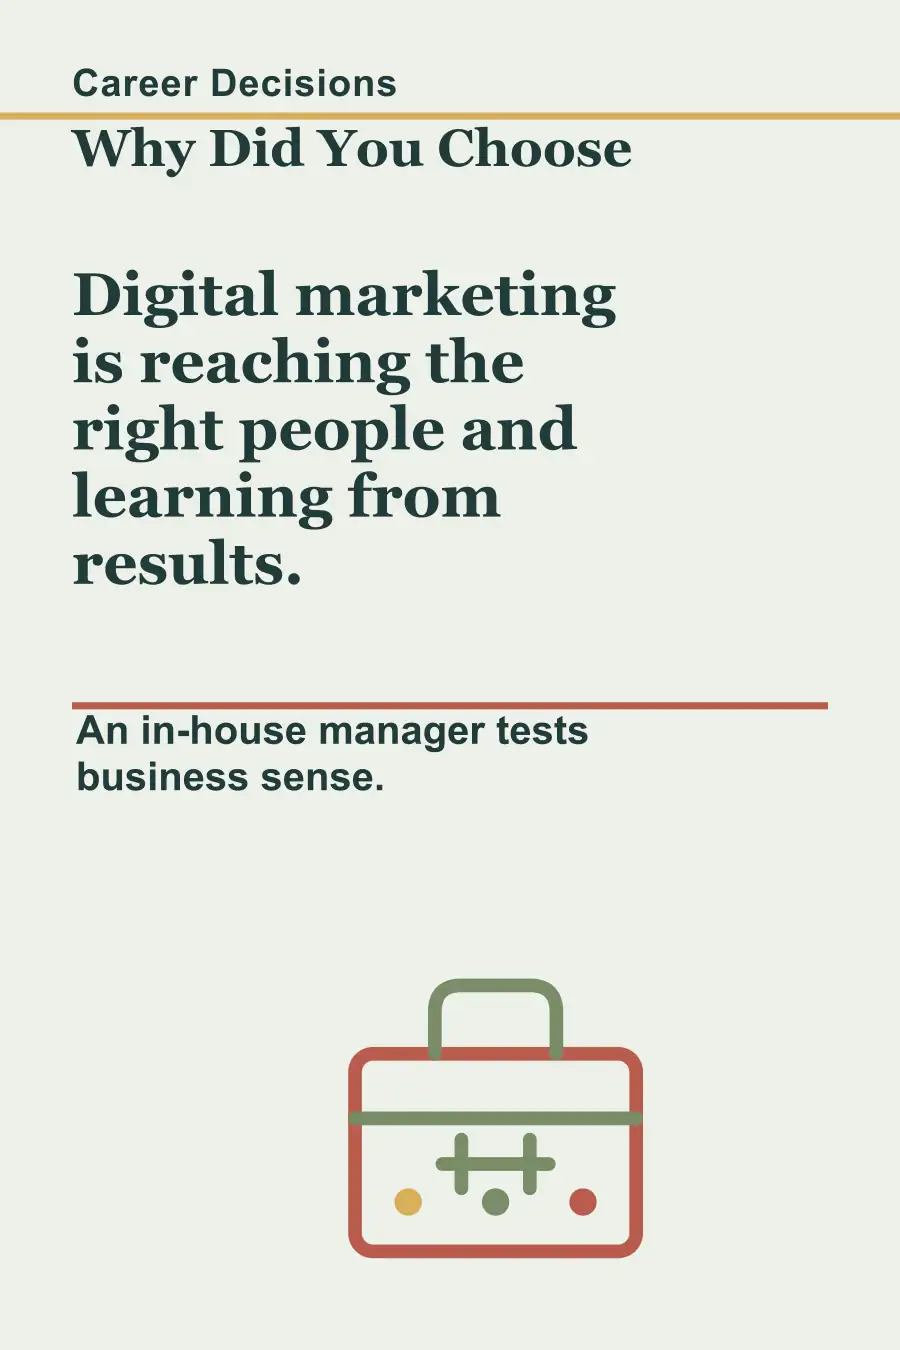 Career Decisions
Why Did You Choose
Digital marketing
is reaching the
right people and
learning from
results.
An in-house manager tests
business sense.